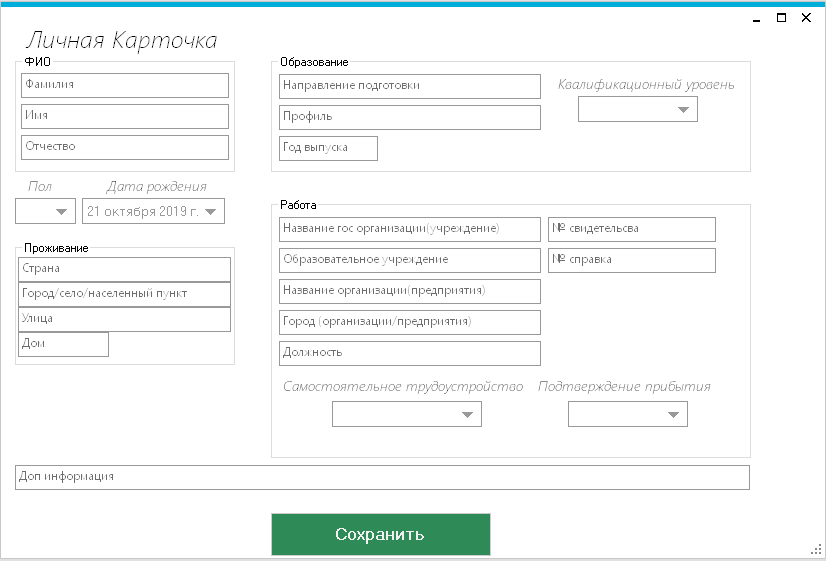 Личная Карточка
ФИО
Фамилия
Имя
Отчество
Пол
Дата рождения
21 октября 2019 г.
Проживание
Страна
Город/село/населенный пункт
Улица
Дом
Образование
Направление подготовки
Квалификационный уровень
Профиль
Год выпуска
Работа
Название гос организации(учреждение)
№ свидетельсва
Образовательное учреждение
№ справка
Название организации(предприятия)
Город (организации/предприятия)
Должность
Самостоятельное трудоустройство
Подтверждение прибытия
Доп информация
Сохранить